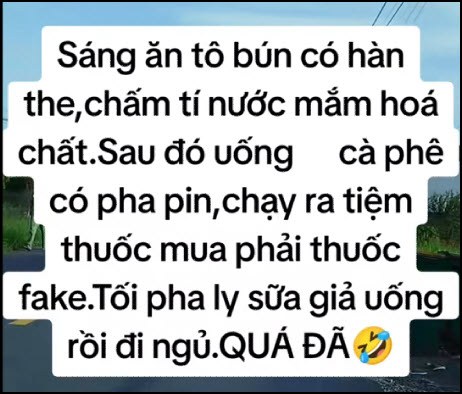 Sáng ăn tô bún có hàn
the,chấm tí nước mắm hoá
chất.Sau đó uống cà phê
có pha pin,chạy ra tiệm
thuốc mua phải thuốc
fake.Tối pha ly sữa giả uống
rồi đi ngủ.QUÁ ĐÃ🤣